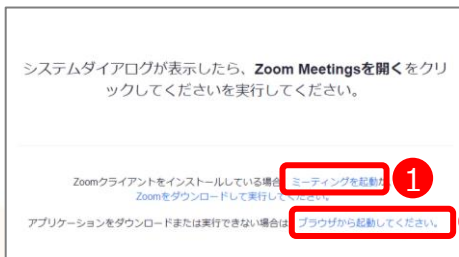 システムダイアログが表示したら、Zoom Meetingsを開くをクリ
ックしてくださいを実行してください。
Zoomクライアントをインストールしている場合 ミーティングを起動
1
Zoomをダウンロードして実行してください。
アプリケーションをダウンロードまたは実行できない場合は ブラウザから起動してください。